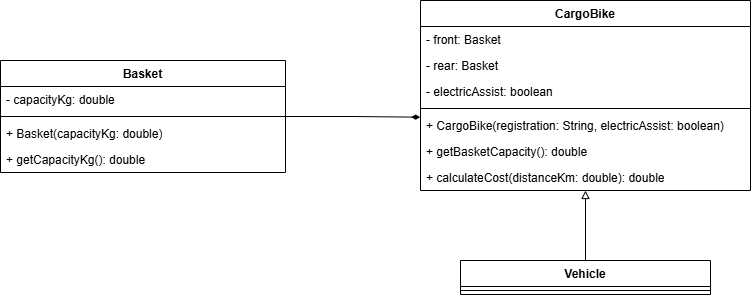 Basket
- capacityKg: double
+ Basket(capacityKg: double)
+ getCapacityKg(): double
CargoBike
- front: Basket
- rear: Basket
- electricAssist: boolean
+ CargoBike(registration: String, electricAssist: boolean)
+ getBasketCapacity(): double
+ calculateCost(distanceKm: double): double
Vehicle